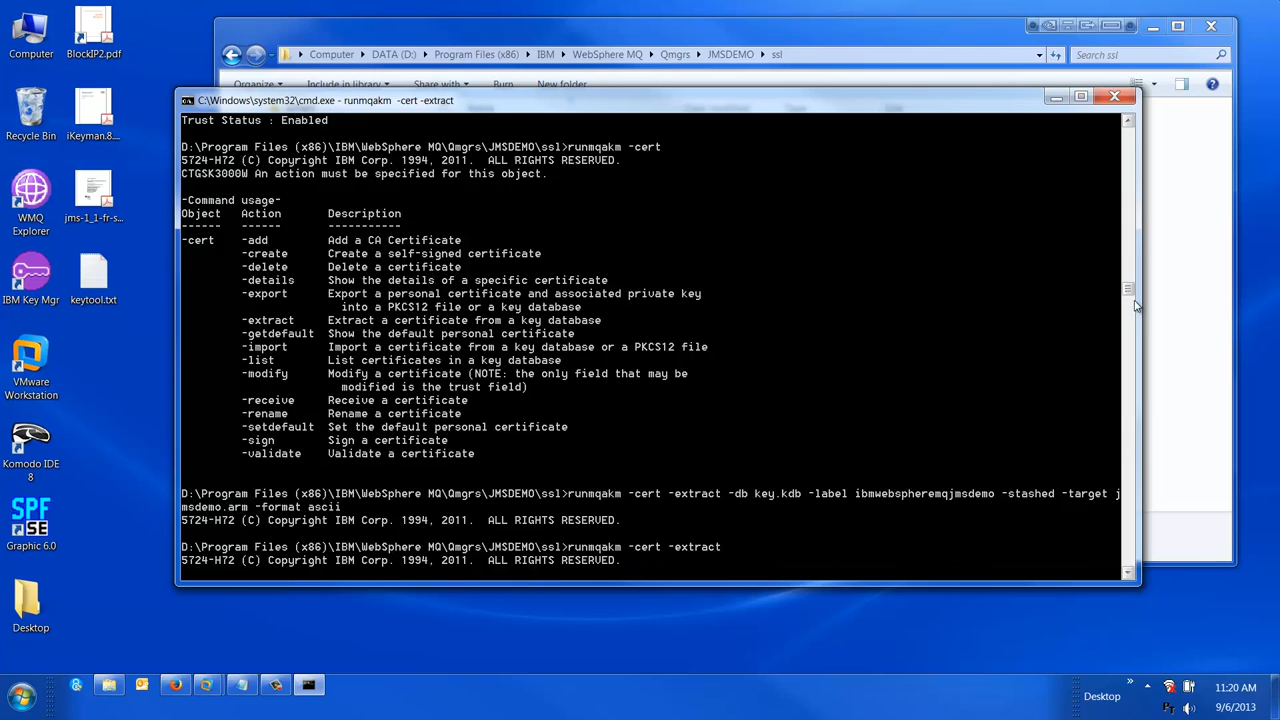 Computer
BlockIP2.pdf
Recycle Bin
iKeyman.8....
WMQ
Explorer
jms-1_1-fr-s...
IBM Key Mgr
keytool.txt
VMware
Workstation
Komodo IDE
8
SPF
SE
Graphic 6.0
Desktop
Computer DATA (D:) Program Files (x86) IBM WebSphere MQ Qmgrs JMSDEMO ssl
Search ssl
Organize Include in library Share with Burn New folder
C:\Windows\system32\cmd.exe - runmqakm -cert -extract
Trust Status : Enabled
D:\Program Files (x86)\IBM\WebSphere MQ\Qmgrs\JMSDEMO\ssl>runmqakm -cert
5724-H72 (C) Copyright IBM Corp. 1994, 2011. ALL RIGHTS RESERVED.
CTGSK3000W An action must be specified for this object.
-Command usage-
Object Action Description
------ ------ -----------
-cert -add Add a CA Certificate
-create Create a self-signed certificate
-delete Delete a certificate
-details Show the details of a specific certificate
-export Export a personal certificate and associated private key
into a PKCS12 file or a key database
-extract Extract a certificate from a key database
-getdefault Show the default personal certificate
-import Import a certificate from a key database or a PKCS12 file
-list List certificates in a key database
-modify Modify a certificate (NOTE: the only field that may be
modified is the trust field)
-receive Receive a certificate
-rename Rename a certificate
-setdefault Set the default personal certificate
-sign Sign a certificate
-validate Validate a certificate
D:\Program Files (x86)\IBM\WebSphere MQ\Qmgrs\JMSDEMO\ssl>runmqakm -cert -extract -db key.kdb -label ibmwebspheremqjmsdemo -stashed -target j
msdemo.arm -format ascii
5724-H72 (C) Copyright IBM Corp. 1994, 2011. ALL RIGHTS RESERVED.
D:\Program Files (x86)\IBM\WebSphere MQ\Qmgrs\JMSDEMO\ssl>runmqakm -cert -extract
5724-H72 (C) Copyright IBM Corp. 1994, 2011. ALL RIGHTS RESERVED.
Desktop
11:20 AM
9/6/2013